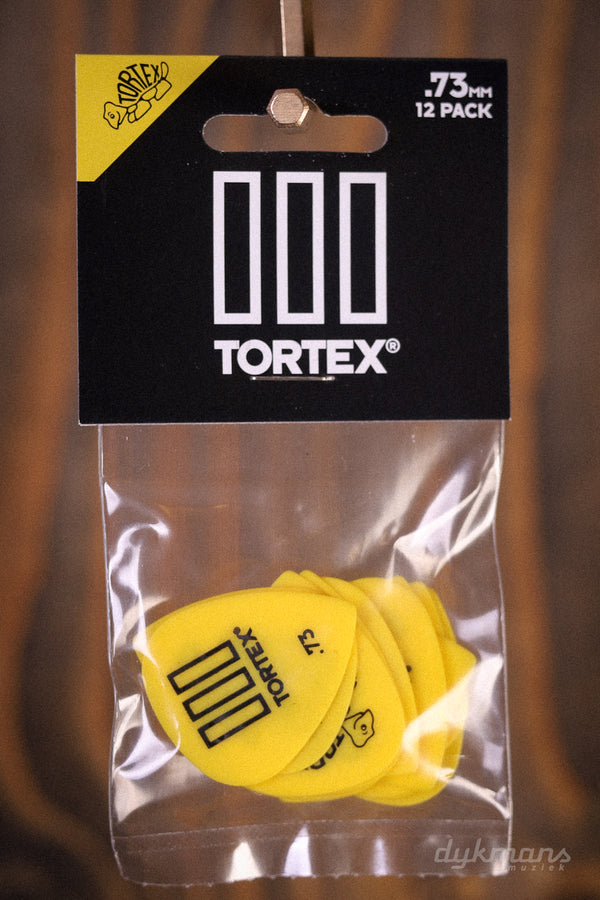 TORTEX
.73MM
12 PACK
TORTEX®
.73
TORTEX®
dykmans
muziek